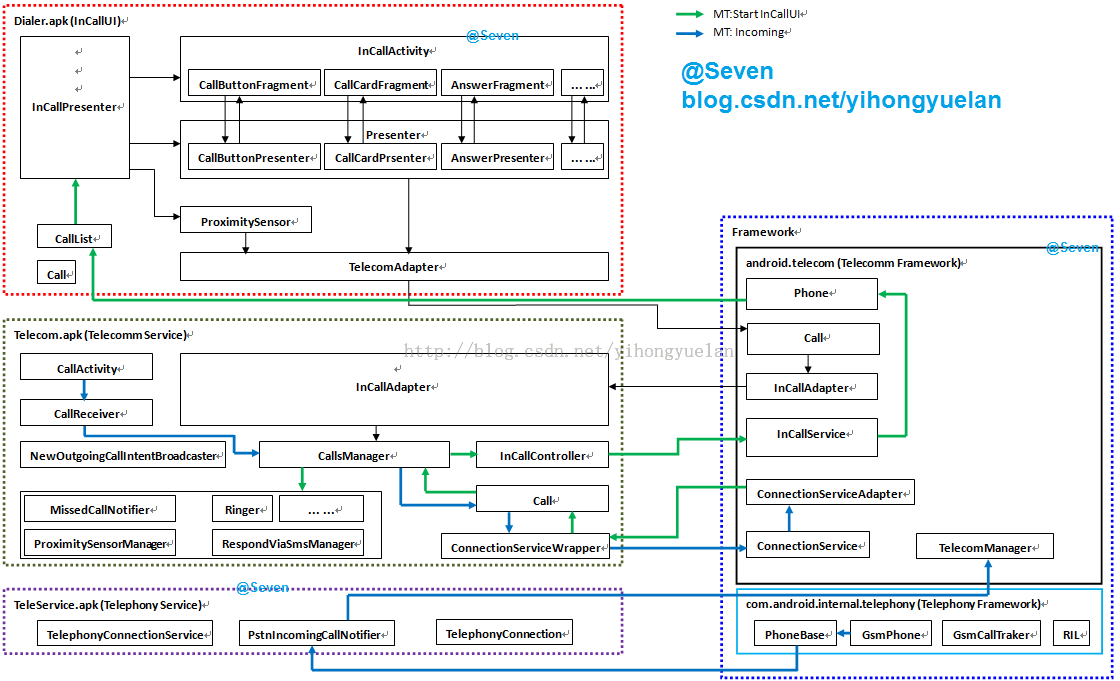 Dialer.apk (InCallUI)
@Seven
InCallPresenter
InCallActivity
CallButtonFragment
CallCardFragment
AnswerFragment
... ...
Presenter
CallButtonPresenter
CallCardPrsenter
AnswerPresenter
... ...
ProximitySensor
CallList
Call
TelecomAdapter
MT:Start InCallUI
MT: Incoming
@Seven
blog.csdn.net/yihongyuelan
Telecom.apk (Telecomm Service)
http://blog.csdn.net/yihongyuelan
CallActivity
InCallAdapter
CallReceiver
NewOutgoingCallIntentBroadcaster
CallsManager
InCallController
Call
MissedCallNotifier
Ringer
... ...
ProximitySensorManager
RespondViaSmsManager
ConnectionServiceWrapper
@Seven
TeleService.apk (Telephony Service)
TelephonyConnectionService
PstnIncomingCallNotifier
TelephonyConnection
Framework
@Seven
android.telecom (Telecomm Framework)
Phone
Call
InCallAdapter
InCallService
ConnectionServiceAdapter
ConnectionService
TelecomManager
com.android.internal.telephony (Telephony Framework)
PhoneBase
GsmPhone
GsmCallTraker
RIL